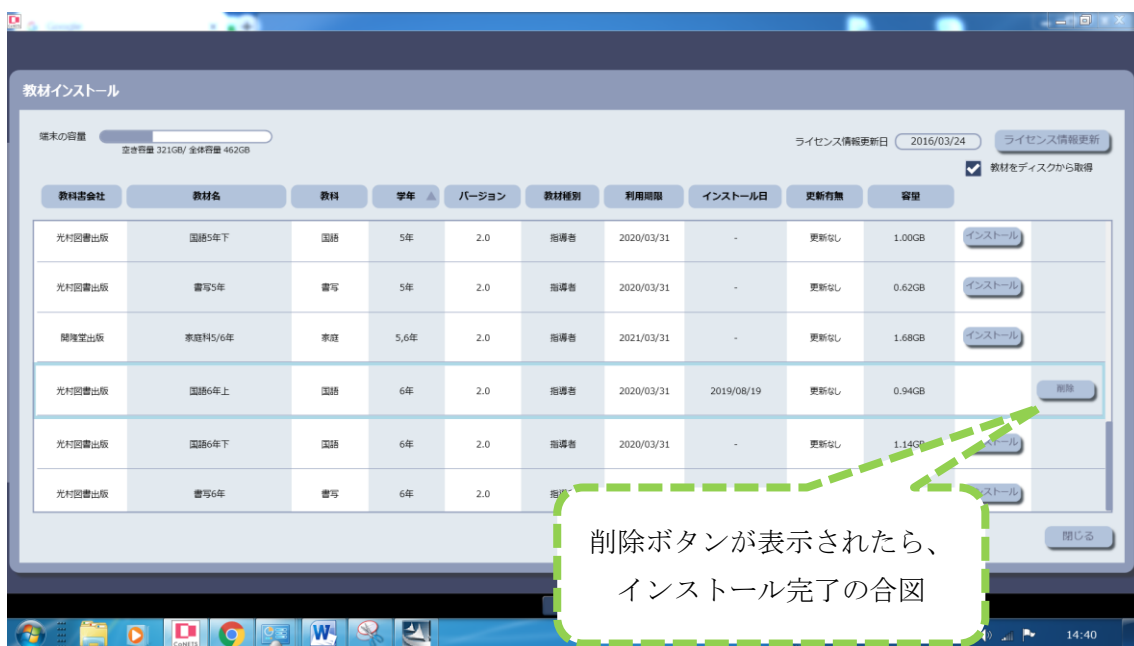 教材インストール
端末の容量
空き容量 321GB/ 全体容量 462GB
ライセンス情報更新日 2016/03/24 ライセンス情報更新
教材をディスクから取得
教科書会社 教材名 教科 学年 バージョン 教材種別 利用期限 インストール日 更新有無 容量
光村図書出版 国語5年下 国語 5年 2.0 指導者 2020/03/31 - 更新なし 1.00GB インストール
光村図書出版 書写5年 書写 5年 2.0 指導者 2020/03/31 - 更新なし 0.62GB インストール
開隆堂出版 家庭科5/6年 家庭 5,6年 2.0 指導者 2021/03/31 - 更新なし 1.68GB インストール
光村図書出版 国語6年上 国語 6年 2.0 指導者 2020/03/31 2019/08/19 更新なし 0.94GB 削除
光村図書出版 国語6年下 国語 6年 2.0 指導者 2020/03/31 - 更新なし 1.14GB ストール
光村図書出版 書写6年 書写 6年 2.0 ストール
削除ボタンが表示されたら、
インストール完了の合図
閉じる
CoNETS
14:40